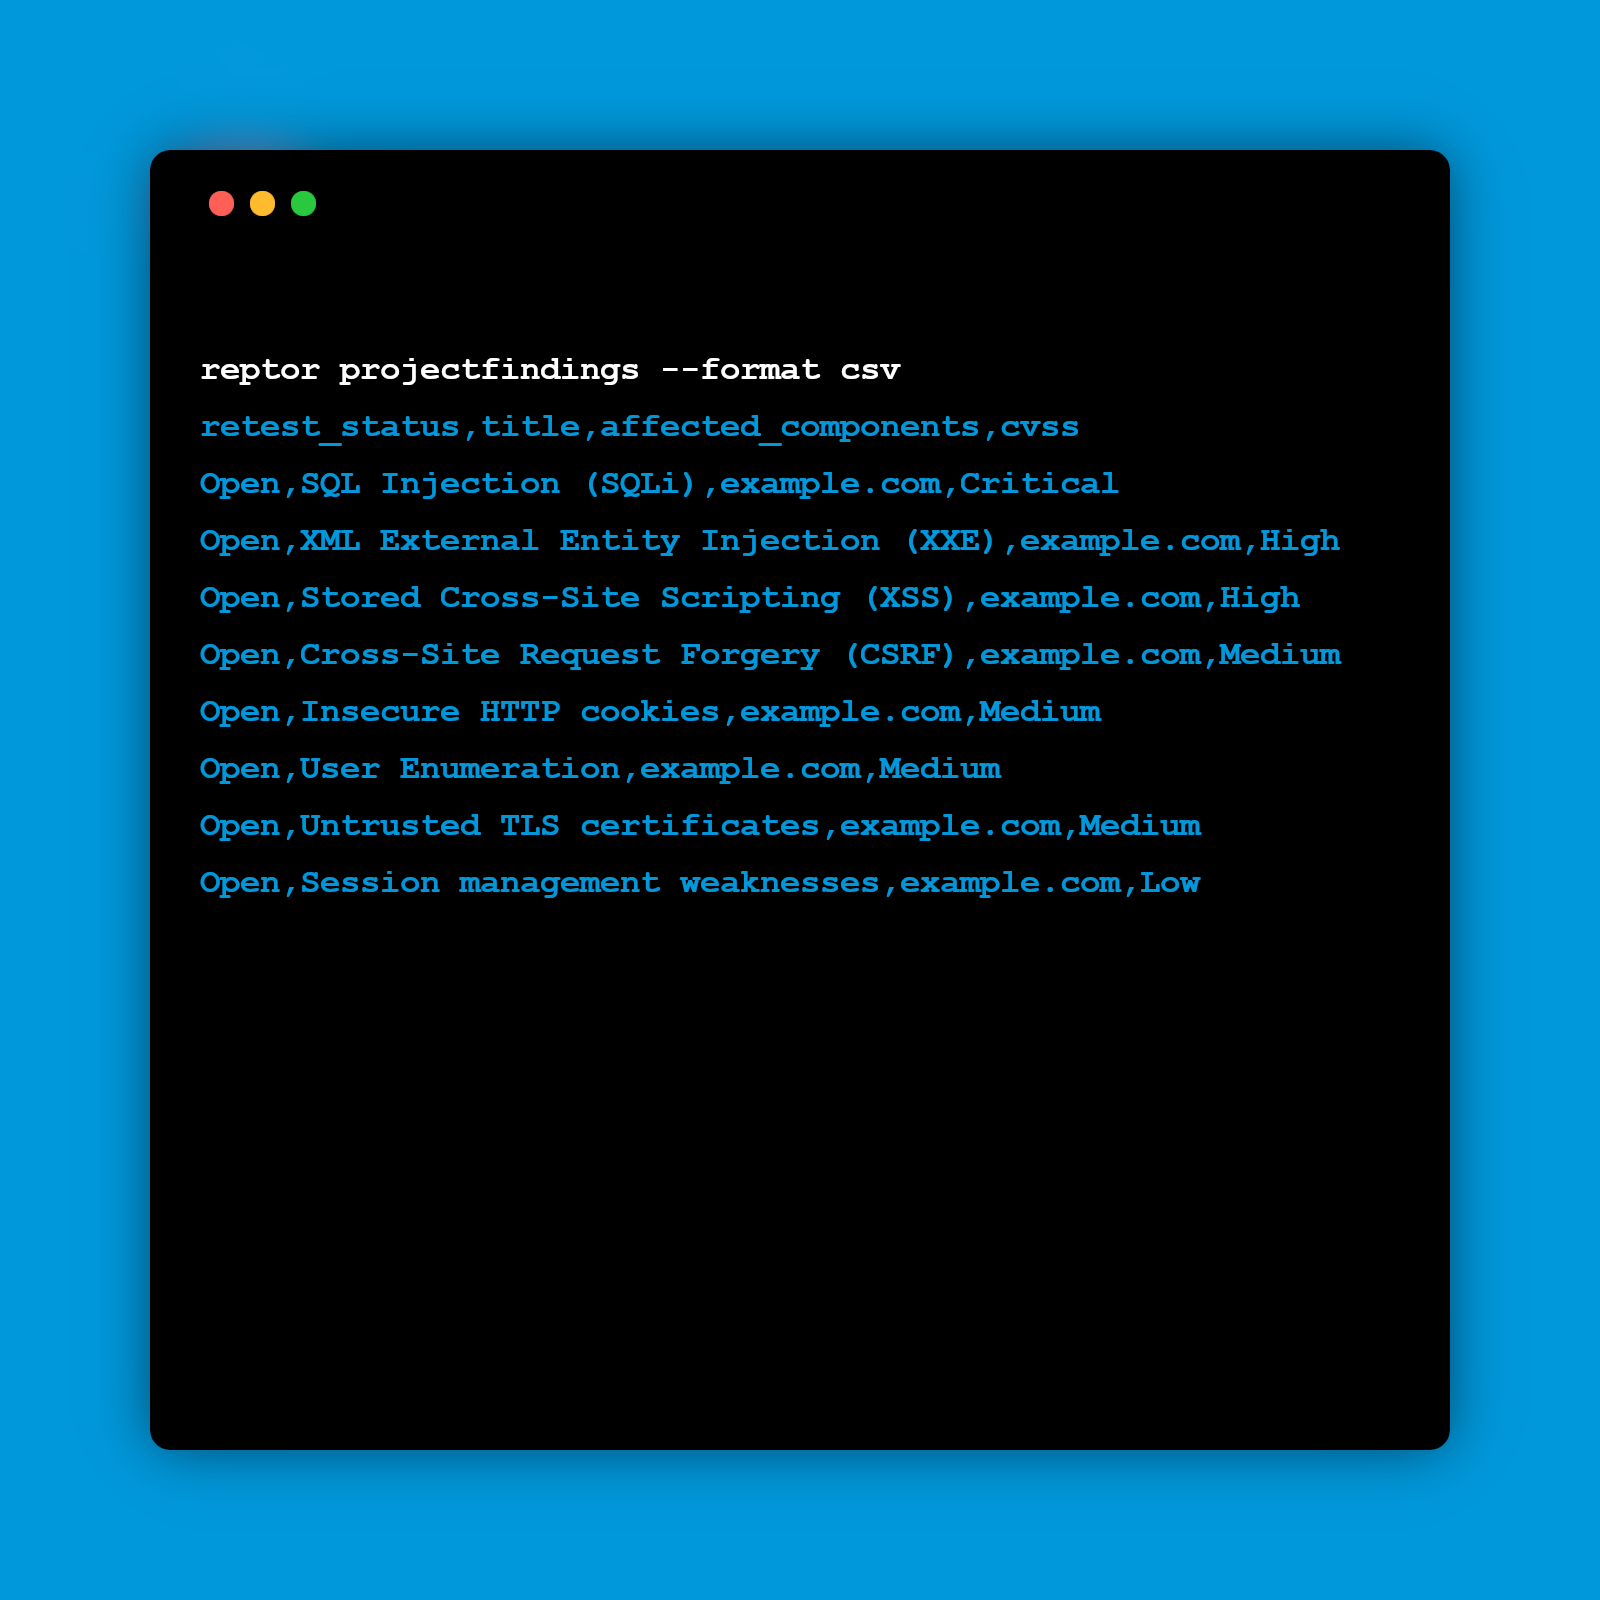 reptor projectfindings --format csv
retest_status,title,affected_components,cvss
Open,SQL Injection (SQLi),example.com,Critical
Open,XML External Entity Injection (XXE),example.com,High
Open,Stored Cross-Site Scripting (XSS),example.com,High
Open,Cross-Site Request Forgery (CSRF),example.com,Medium
Open,Insecure HTTP cookies,example.com,Medium
Open,User Enumeration,example.com,Medium
Open,Untrusted TLS certificates,example.com,Medium
Open,Session management weaknesses,example.com,Low